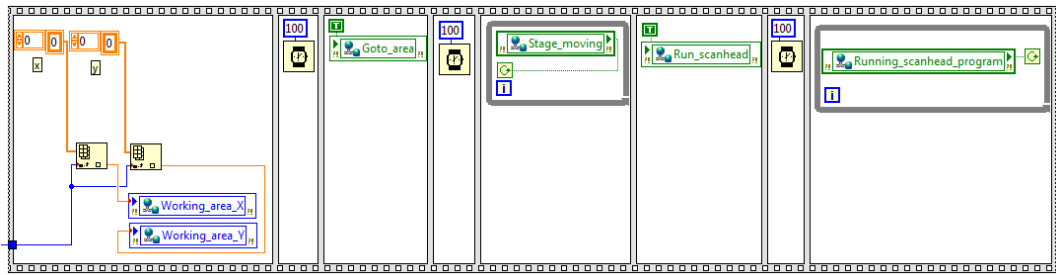 0 0 0 0
x y
Working_area_X
Working_area_Y
100
T
Goto_area
100
Stage_moving
i
T
Run_scanhead
100
Running_scanhead_program
i